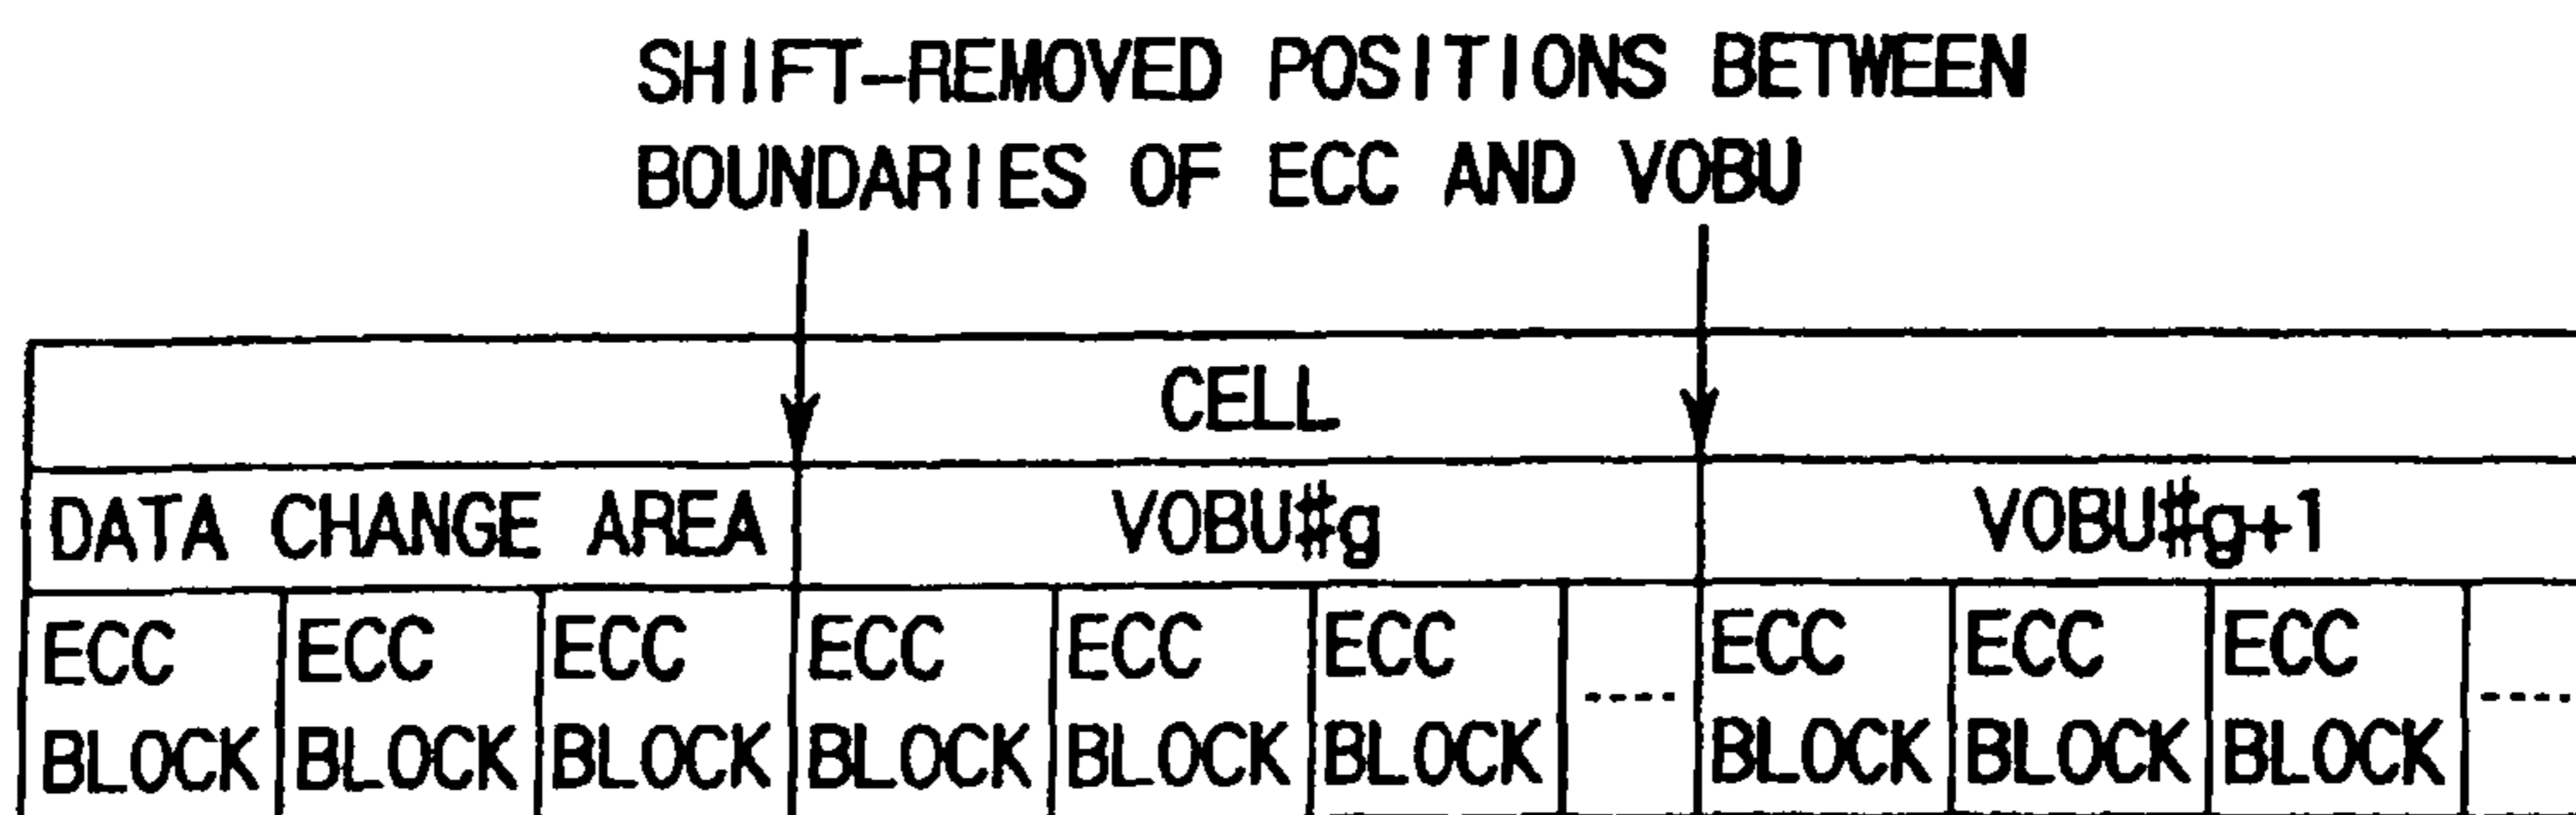 SHIFT-REMOVED POSITIONS BETWEEN
BOUNDARIES OF ECC AND VOBU
CELL
DATA CHANGE AREA VOBU#g VOBU#g+1
ECC ECC ECC ECC ECC ECC ---- ECC ECC ECC ----
BLOCK BLOCK BLOCK BLOCK BLOCK BLOCK BLOCK BLOCK BLOCK